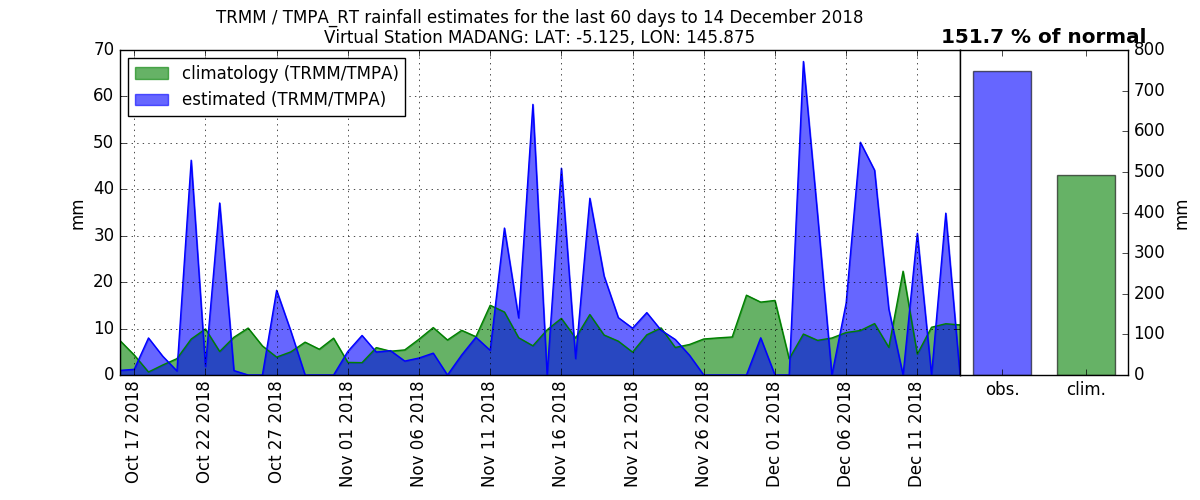 TRMM / TMPA_RT rainfall estimates for the last 60 days to 14 December 2018
Virtual Station MADANG: LAT: -5.125, LON: 145.875
151.7 % of normal
climatology (TRMM/TMPA)
estimated (TRMM/TMPA)
70
60
50
40
30
20
10
0
mm
Oct 17 2018
Oct 22 2018
Oct 27 2018
Nov 01 2018
Nov 06 2018
Nov 11 2018
Nov 16 2018
Nov 21 2018
Nov 26 2018
Dec 01 2018
Dec 06 2018
Dec 11 2018
obs.
clim.
800
700
600
500
400
300
200
100
0
mm